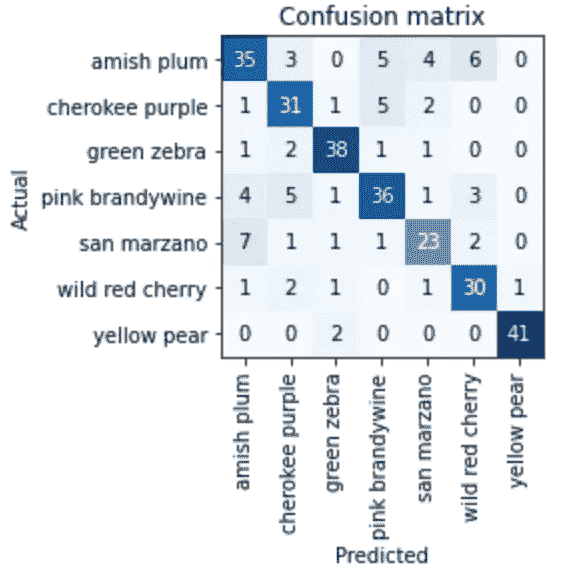 Confusion matrix
Actual
amish plum 35 3 0 5 4 6 0
cherokee purple 1 31 1 5 2 0 0
green zebra 1 2 38 1 1 0 0
pink brandywine 4 5 1 36 1 3 0
san marzano 7 1 1 1 23 2 0
wild red cherry 1 2 1 0 1 30 1
yellow pear 0 0 2 0 0 0 41
amish plum
cherokee purple
green zebra
pink brandywine
san marzano
wild red cherry
yellow pear
Predicted